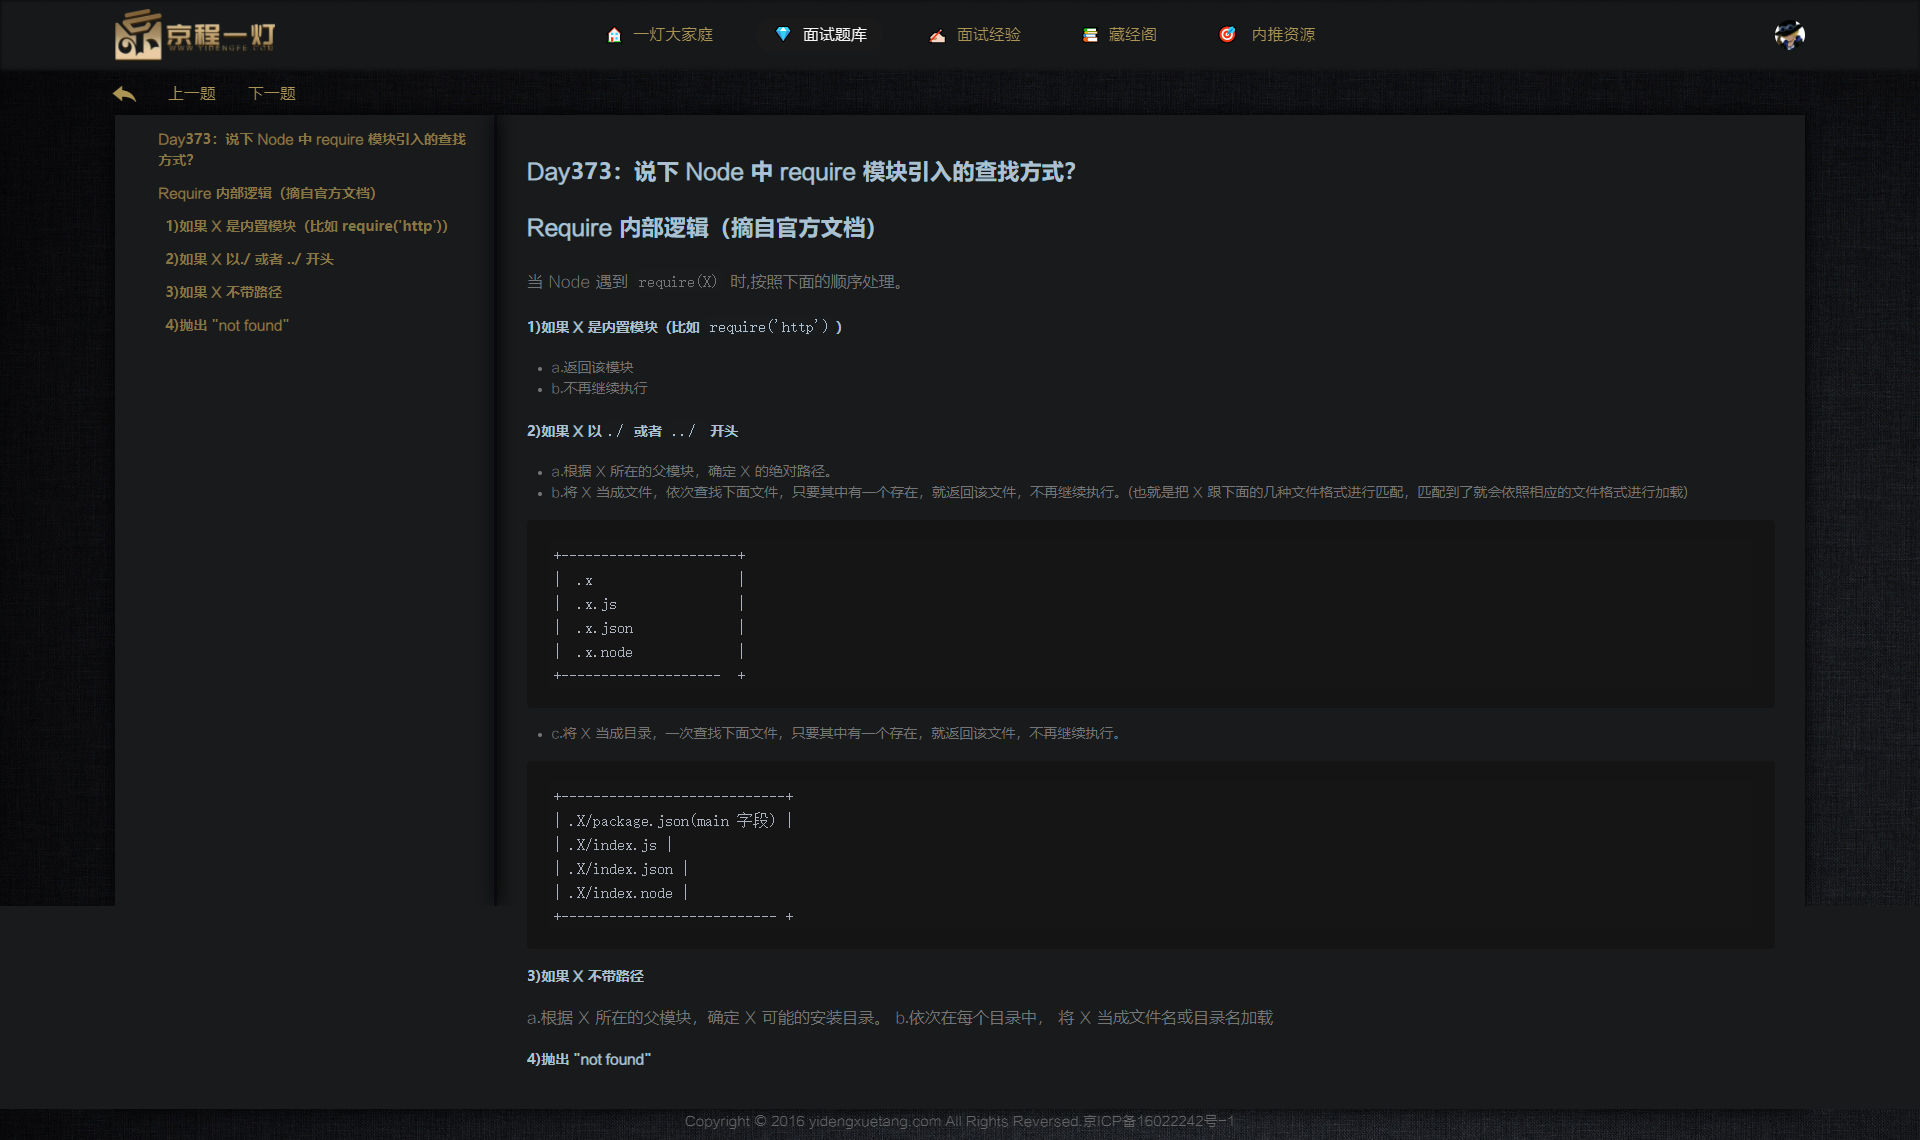 京程一灯
WWW.YIDENGFE.COM
一灯大家庭
面试题库
面试经验
藏经阁
内推资源
上一题
下一题
Day373：说下 Node 中 require 模块引入的查找
方式？
Require 内部逻辑（摘自官方文档）
1)如果 X 是内置模块（比如 require('http')）
2)如果 X 以./ 或者 ../ 开头
3)如果 X 不带路径
4)抛出 "not found"
Day373：说下 Node 中 require 模块引入的查找方式？
Require 内部逻辑（摘自官方文档）
当 Node 遇到 require(X) 时,按照下面的顺序处理。
1)如果 X 是内置模块（比如 require('http')）
a.返回该模块
b.不再继续执行
2)如果 X 以 ./ 或者 ../ 开头
a.根据 X 所在的父模块，确定 X 的绝对路径。
b.将 X 当成文件，依次查找下面文件，只要其中有一个存在，就返回该文件，不再继续执行。(也就是把 X 跟下面的几种文件格式进行匹配，匹配到了就会依照相应的文件格式进行加载)
+----------------------+
|  .x                  |
|  .x.js               |
|  .x.json             |
|  .x.node             |
+--------------------  +
c.将 X 当成目录，一次查找下面文件，只要其中有一个存在，就返回该文件，不再继续执行。
+----------------------------+
| .X/package.json(main 字段) |
| .X/index.js |
| .X/index.json |
| .X/index.node |
+--------------------------- +
3)如果 X 不带路径
a.根据 X 所在的父模块，确定 X 可能的安装目录。 b.依次在每个目录中， 将 X 当成文件名或目录名加载
4)抛出 "not found"
Copyright © 2016 yidengxuetang.com All Rights Reversed.京ICP备16022242号-1